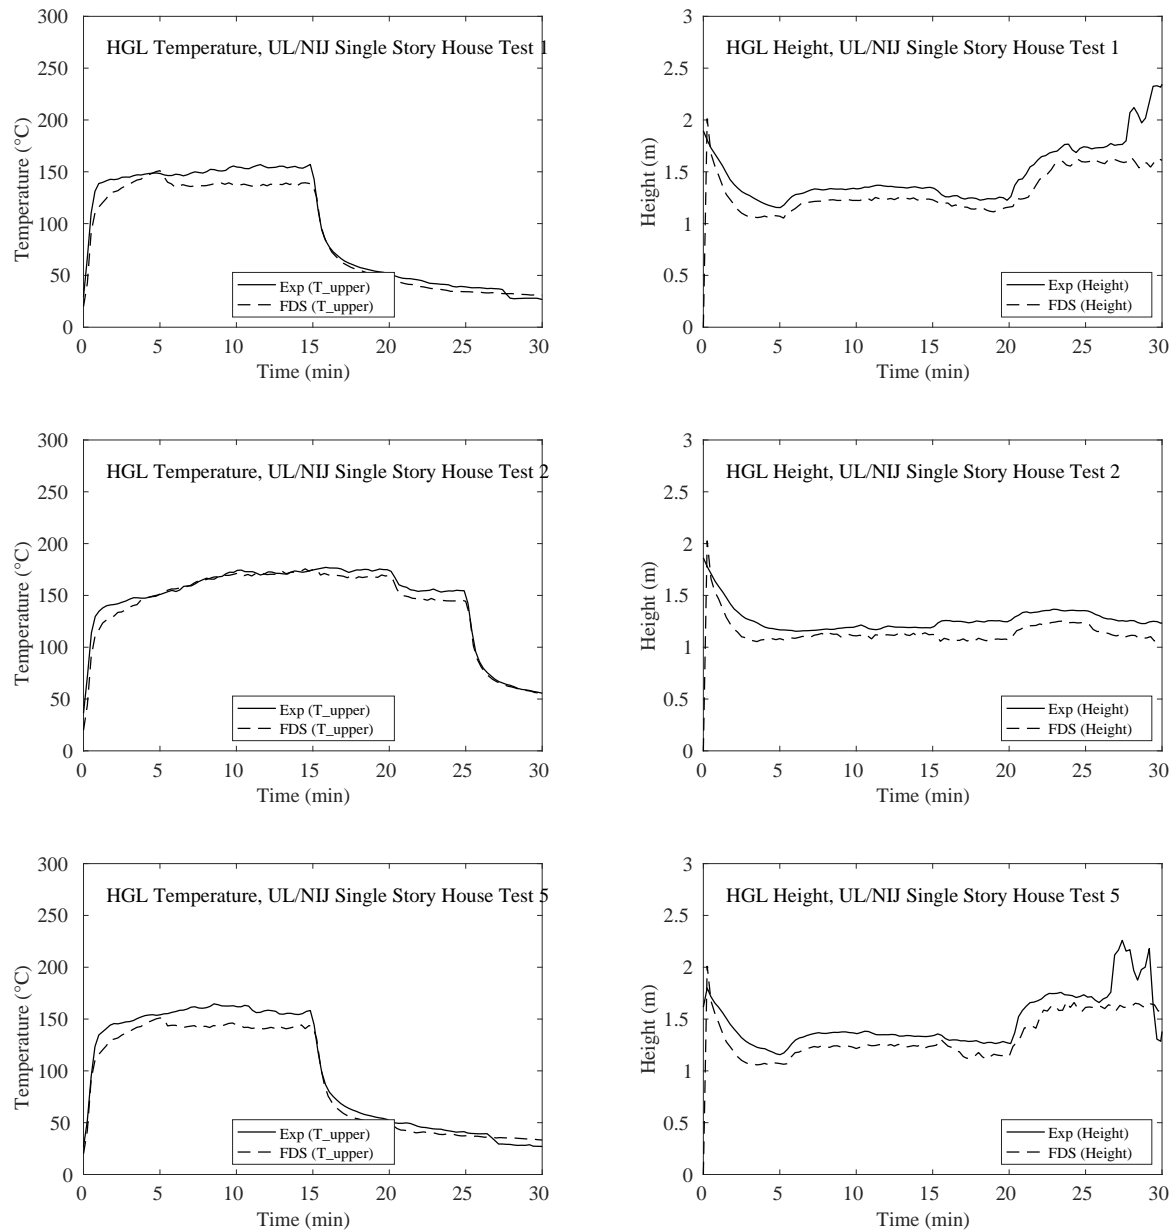 HGL Temperature, UL/NIJ Single Story House Test 1
300
250
200
150
100
50
0
Temperature (°C)
Exp (T_upper)
FDS (T_upper)
0 5 10 15 20 25 30
Time (min)
HGL Height, UL/NIJ Single Story House Test 1
3
2.5
2
1.5
1
0.5
0
Height (m)
Exp (Height)
FDS (Height)
0 5 10 15 20 25 30
Time (min)
HGL Temperature, UL/NIJ Single Story House Test 2
300
250
200
150
100
50
0
Temperature (°C)
Exp (T_upper)
FDS (T_upper)
0 5 10 15 20 25 30
Time (min)
HGL Height, UL/NIJ Single Story House Test 2
3
2.5
2
1.5
1
0.5
0
Height (m)
Exp (Height)
FDS (Height)
0 5 10 15 20 25 30
Time (min)
HGL Temperature, UL/NIJ Single Story House Test 5
300
250
200
150
100
50
0
Temperature (°C)
Exp (T_upper)
FDS (T_upper)
0 5 10 15 20 25 30
Time (min)
HGL Height, UL/NIJ Single Story House Test 5
3
2.5
2
1.5
1
0.5
0
Height (m)
Exp (Height)
FDS (Height)
0 5 10 15 20 25 30
Time (min)